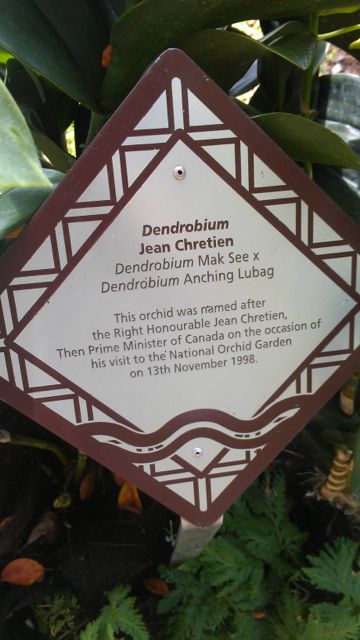 Dendrobium
Jean Chretien
Dendrobium Mak See x
Dendrobium Anching Lubag
This orchid was named after
the Right Honourable Jean Chretien,
Then Prime Minister of Canada on the occasion of
his visit to the National Orchid Garden
on 13th November 1998.